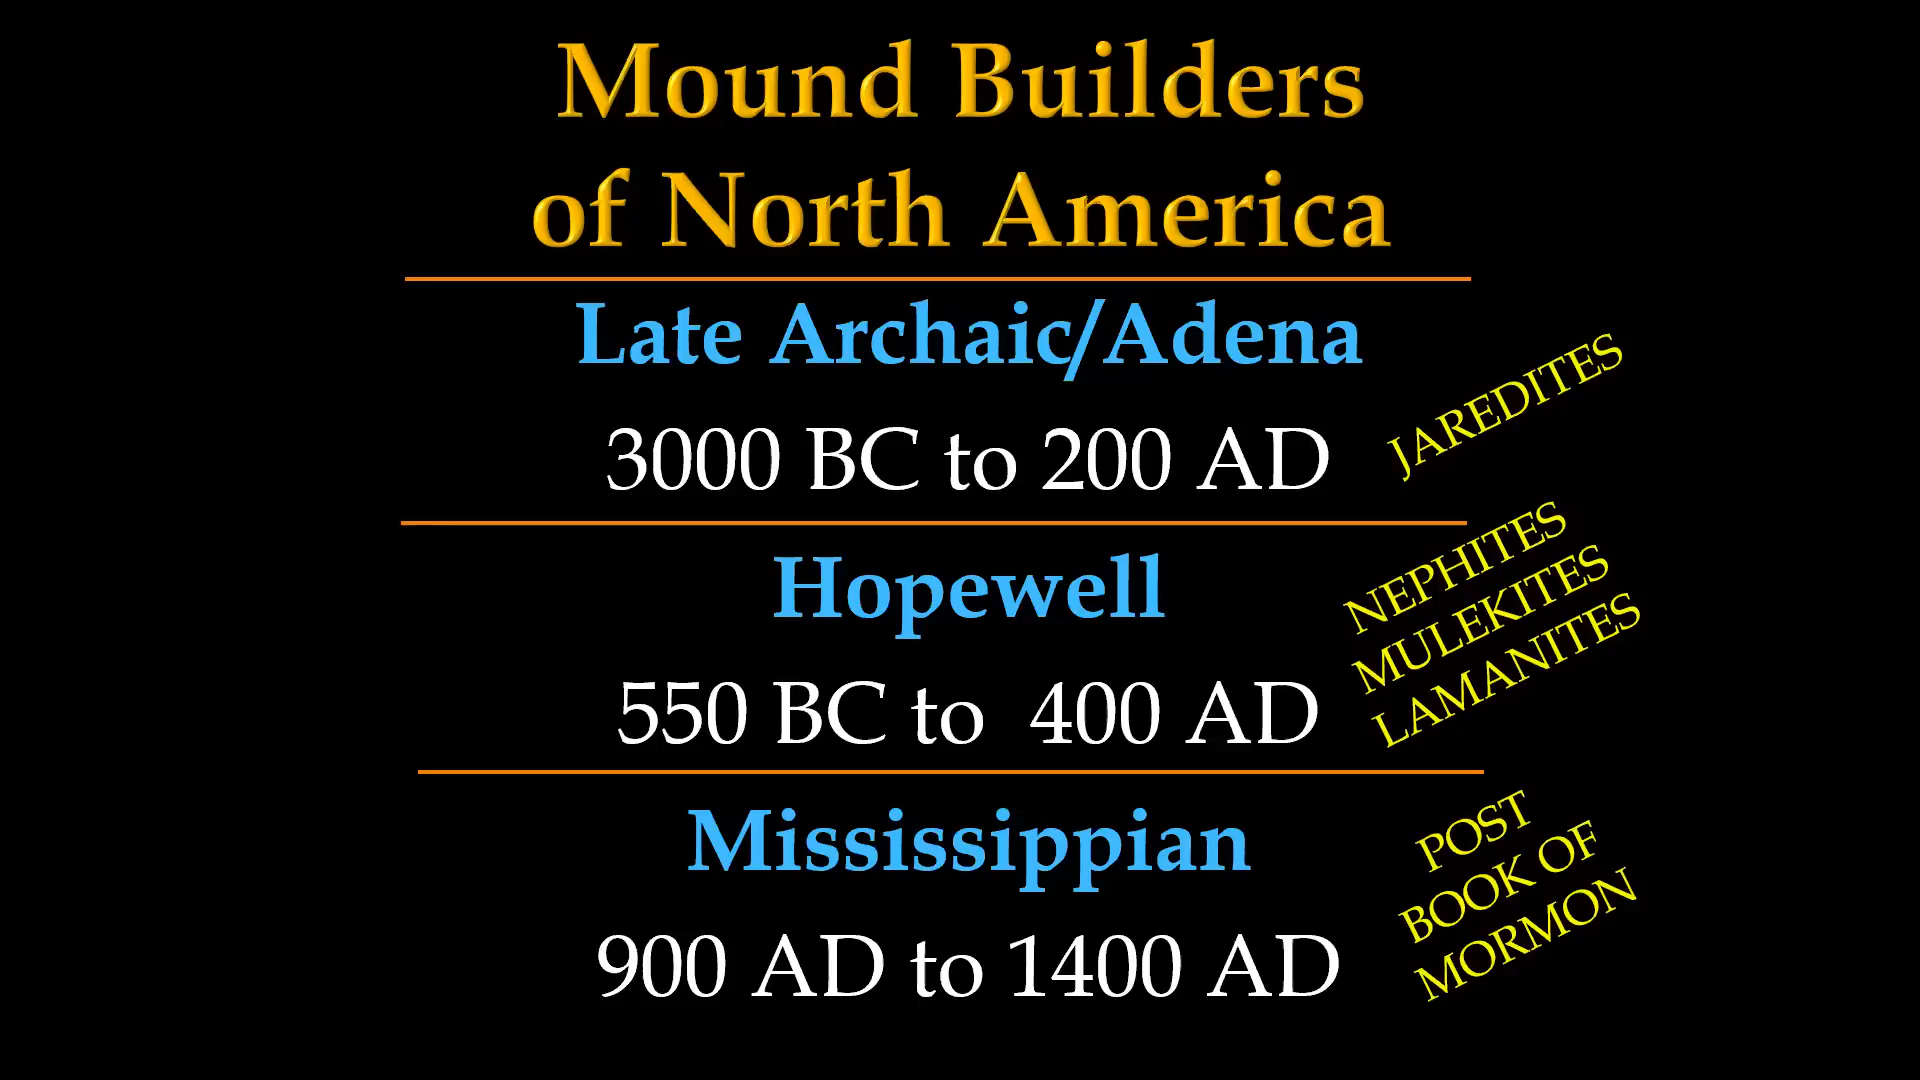 Mound Builders
of North America
Late Archaic/Adena
3000 BC to 200 AD
JAREDITES
Hopewell
550 BC to  400 AD
NEPHITES
MULEKITES
LAMANITES
Mississippian
900 AD to 1400 AD
POST
BOOK OF
MORMON